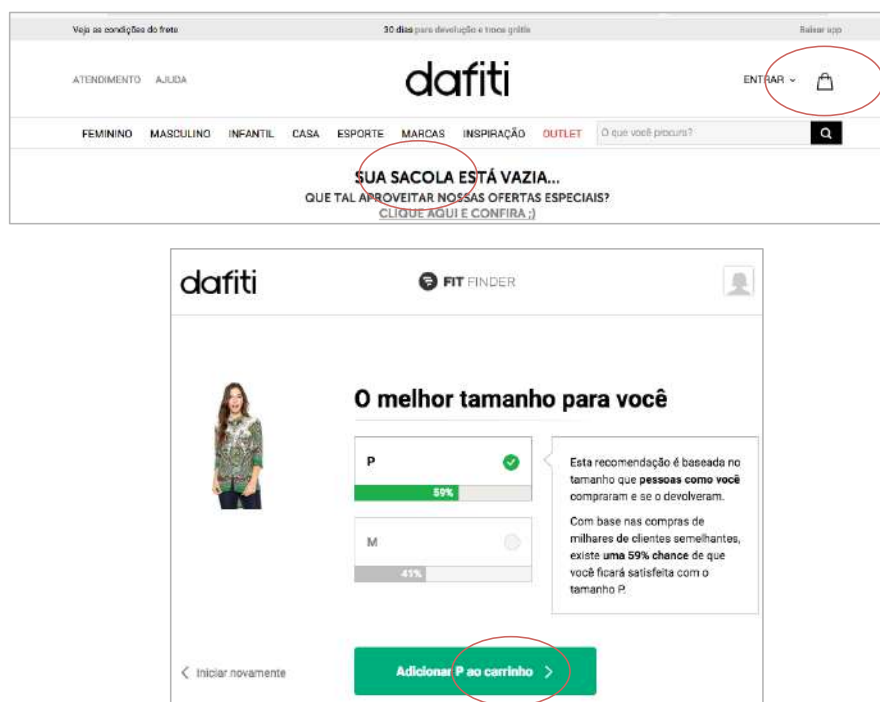 Veja as condições do frete 30 dias para devolução e troca grátis Baixar app
ATENDIMENTO AJUDA dafiti ENTRAR
FEMININO MASCULINO INFANTIL CASA ESPORTE MARCAS INSPIRAÇÃO OUTLET O que você procura?
SUA SACOLA ESTÁ VAZIA...
QUE TAL APROVEITAR NOSSAS OFERTAS ESPECIAIS?
CLIQUE AQUI E CONFIRA ;)
dafiti FIT FINDER
O melhor tamanho para você
P
59%
M
41%
Esta recomendação é baseada no
tamanho que pessoas como você
compraram e se o devolveram.
Com base nas compras de
milhares de clientes semelhantes,
existe uma 59% chance de que
você ficará satisfeita com o
tamanho P.
Iniciar novamente Adicionar P ao carrinho